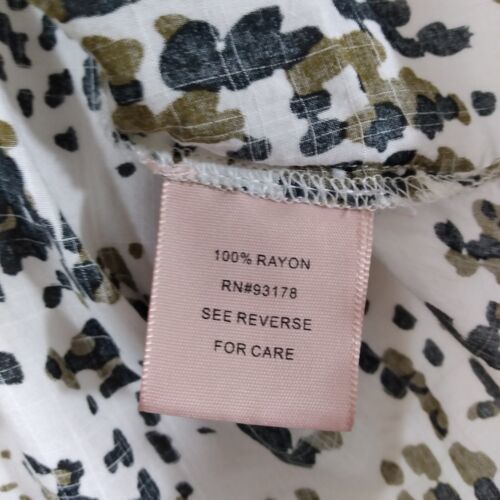 100% RAYON
RN#93178
SEE REVERSE
FOR CARE